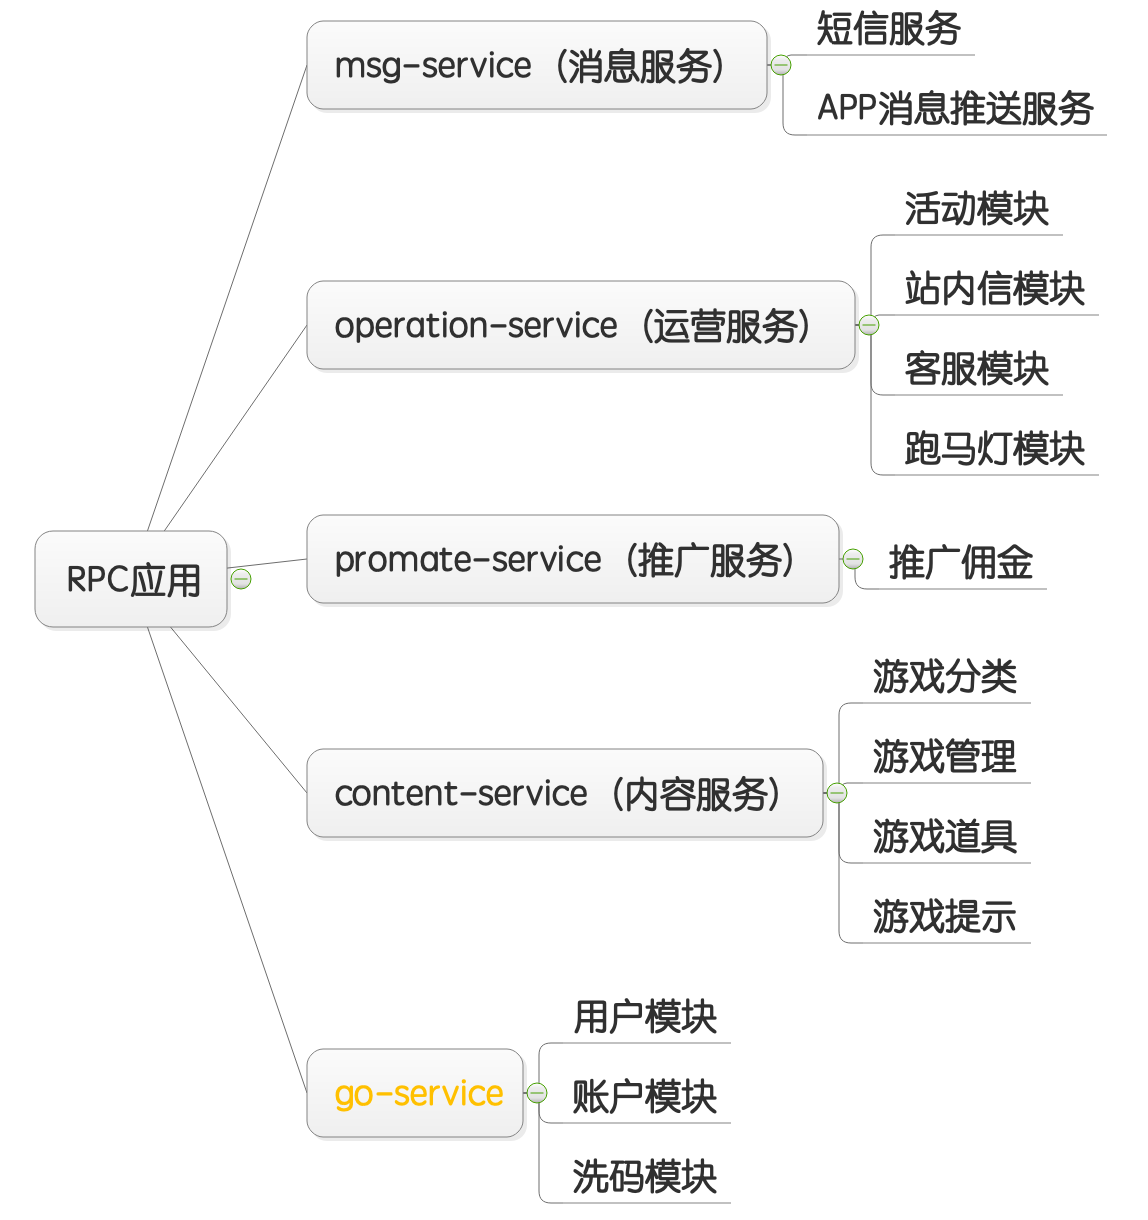 RPC应用
msg-service（消息服务）
短信服务
APP消息推送服务
operation-service（运营服务）
活动模块
站内信模块
客服模块
跑马灯模块
promate-service（推广服务）
推广佣金
content-service（内容服务）
游戏分类
游戏管理
游戏道具
游戏提示
go-service
用户模块
账户模块
洗码模块